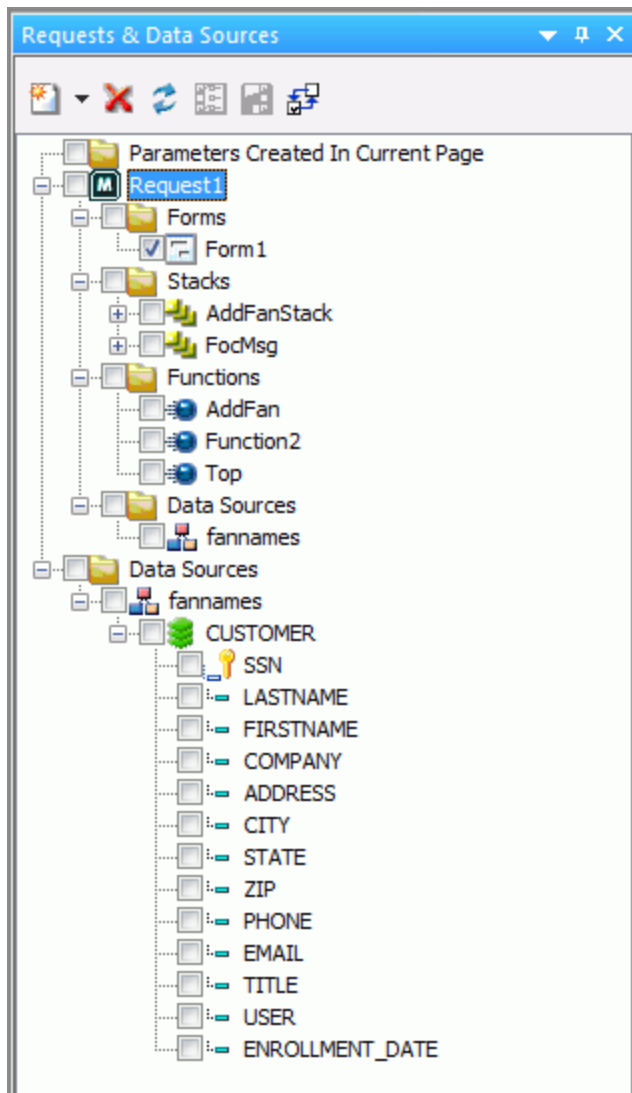 Requests & Data Sources
Parameters Created In Current Page
M Request1
Forms
Form1
Stacks
AddFanStack
FocMsg
Functions
AddFan
Function2
Top
Data Sources
fannames
Data Sources
fannames
CUSTOMER
SSN
LASTNAME
FIRSTNAME
COMPANY
ADDRESS
CITY
STATE
ZIP
PHONE
EMAIL
TITLE
USER
ENROLLMENT_DATE